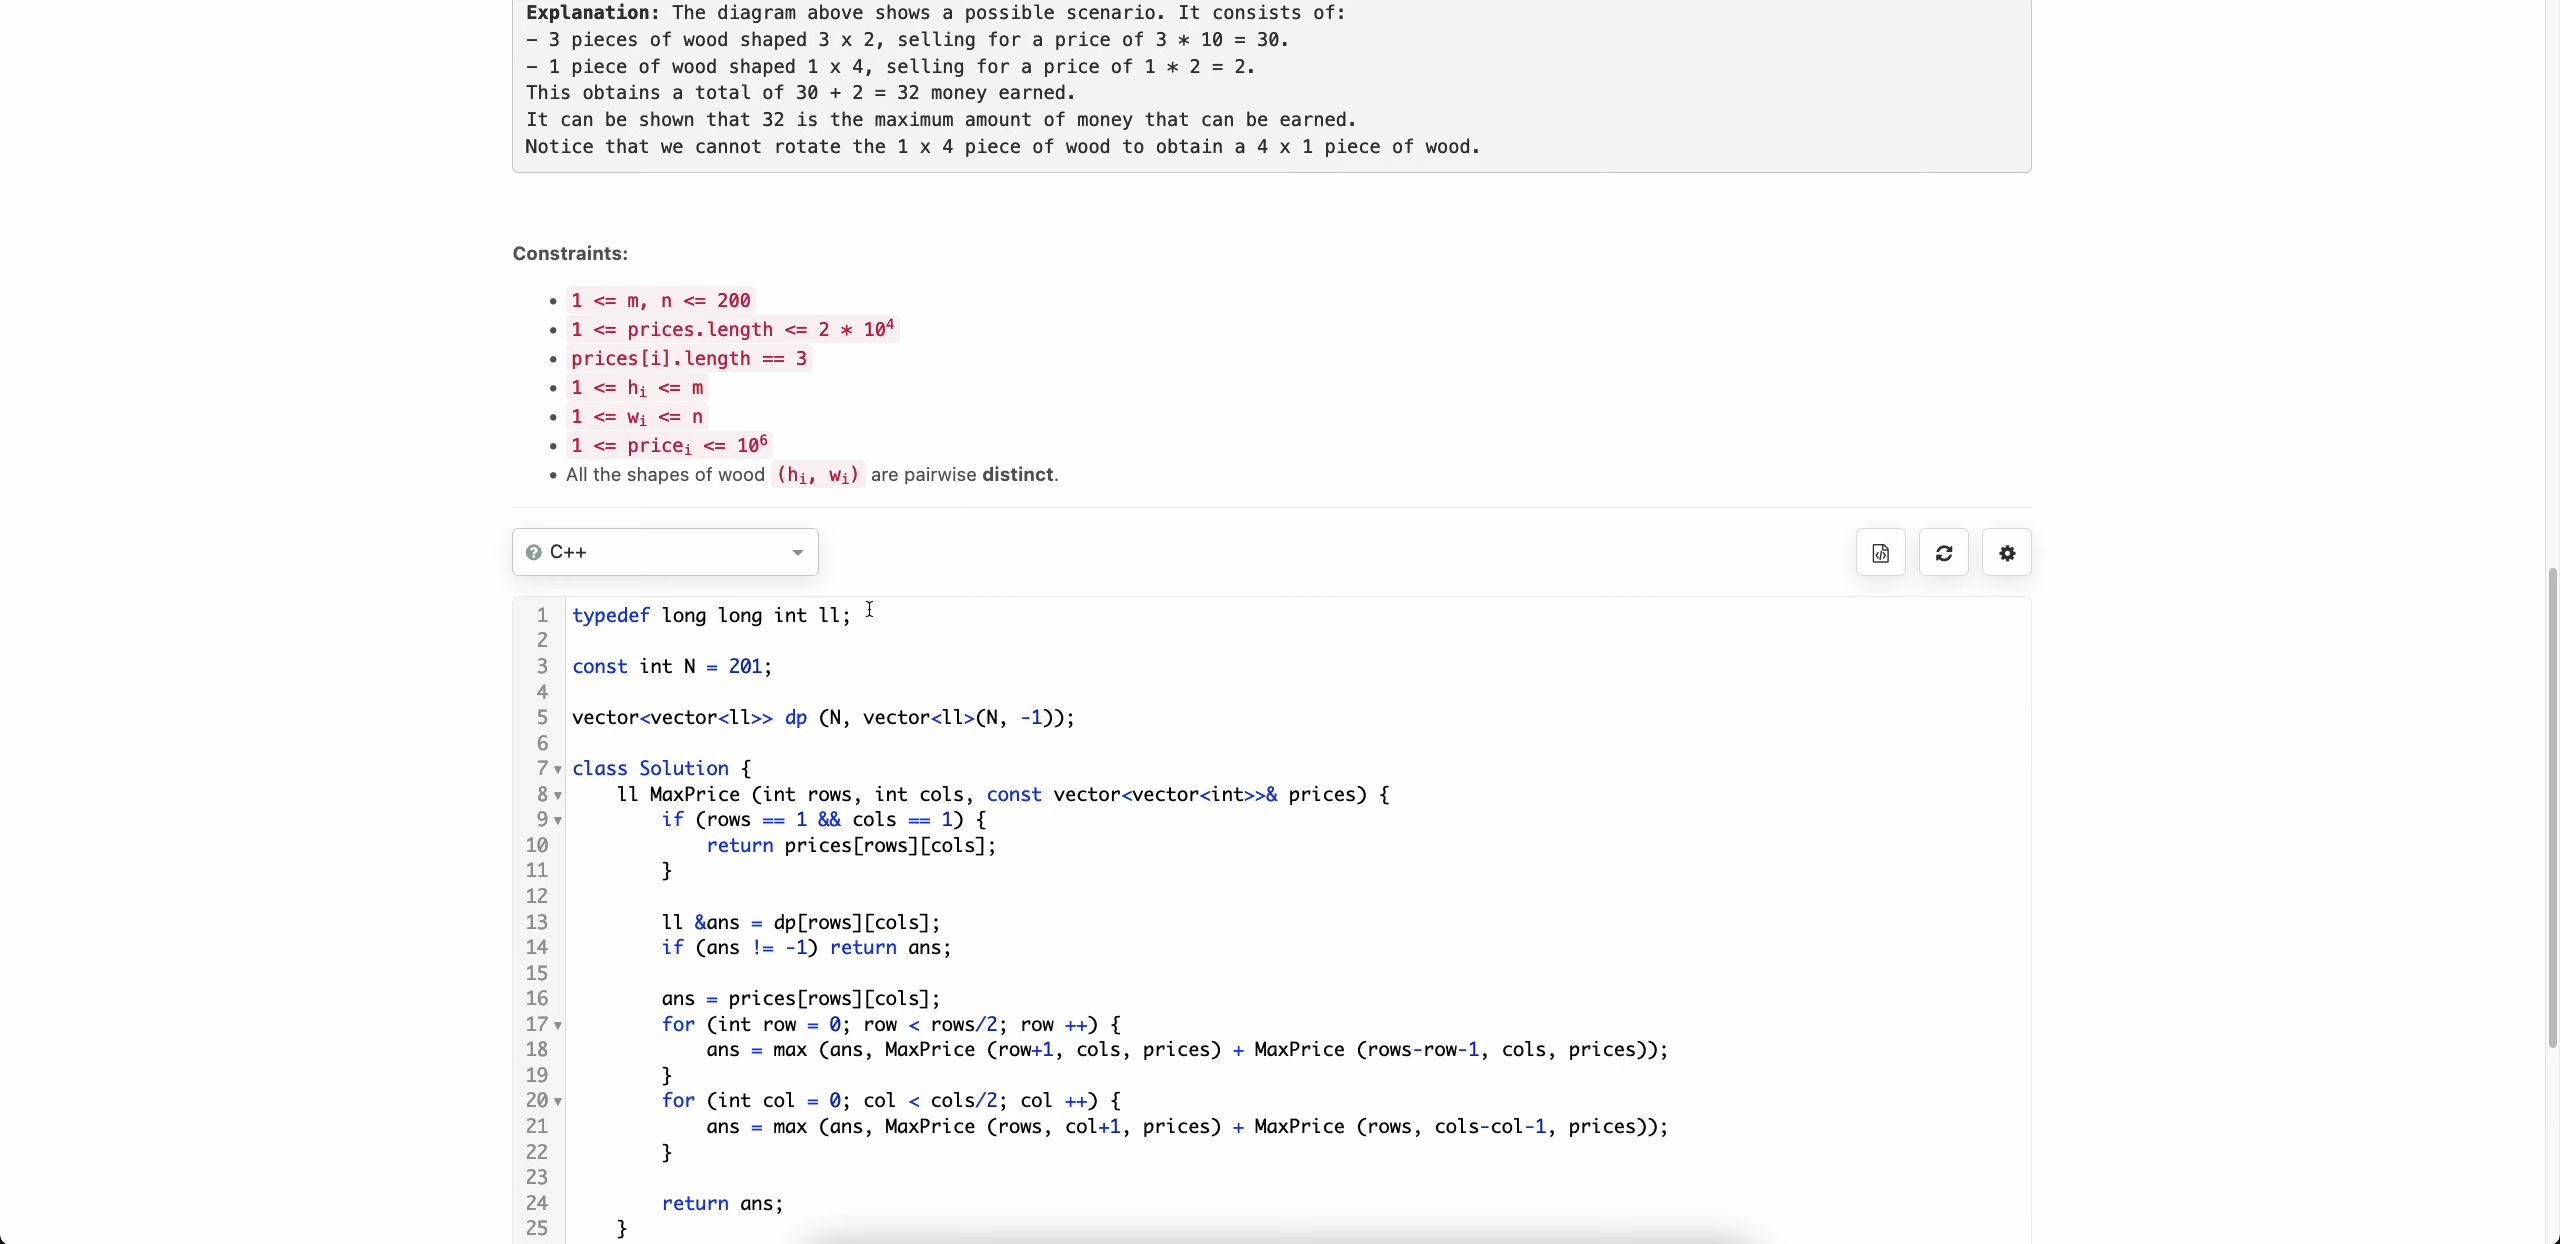 Explanation: The diagram above shows a possible scenario. It consists of:
- 3 pieces of wood shaped 3 x 2, selling for a price of 3 * 10 = 30.
- 1 piece of wood shaped 1 x 4, selling for a price of 1 * 2 = 2.
This obtains a total of 30 + 2 = 32 money earned.
It can be shown that 32 is the maximum amount of money that can be earned.
Notice that we cannot rotate the 1 x 4 piece of wood to obtain a 4 x 1 piece of wood.
Constraints:
• 1 <= m, n <= 200
• 1 <= prices.length <= 2 * 10⁴
• prices[i].length == 3
• 1 <= hᵢ <= m
• 1 <= wᵢ <= n
• 1 <= priceᵢ <= 10⁶
• All the shapes of wood (hᵢ, wᵢ) are pairwise distinct.
C++
1 typedef long long int ll;
2
3 const int N = 201;
4
5 vector<vector<ll>> dp (N, vector<ll>(N, -1));
6
7 class Solution {
8     ll MaxPrice (int rows, int cols, const vector<vector<int>>& prices) {
9         if (rows == 1 && cols == 1) {
10             return prices[rows][cols];
11         }
12
13         ll &ans = dp[rows][cols];
14         if (ans != -1) return ans;
15
16         ans = prices[rows][cols];
17         for (int row = 0; row < rows/2; row ++) {
18             ans = max (ans, MaxPrice (row+1, cols, prices) + MaxPrice (rows-row-1, cols, prices));
19         }
20         for (int col = 0; col < cols/2; col ++) {
21             ans = max (ans, MaxPrice (rows, col+1, prices) + MaxPrice (rows, cols-col-1, prices));
22         }
23
24         return ans;
25     }